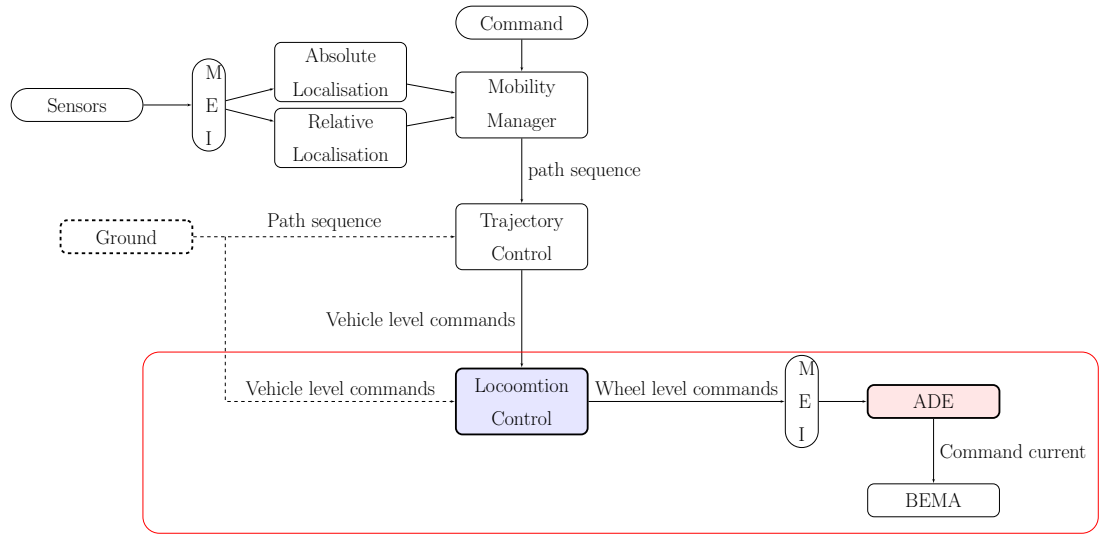 Command
Absolute
Localisation
Mobility
Manager
Sensors
M
E
I
Relative
Localisation
path sequence
Path sequence
Ground
Trajectory
Control
Vehicle level commands
Vehicle level commands
Locoomtion
Control
Wheel level commands
M
E
I
ADE
Command current
BEMA